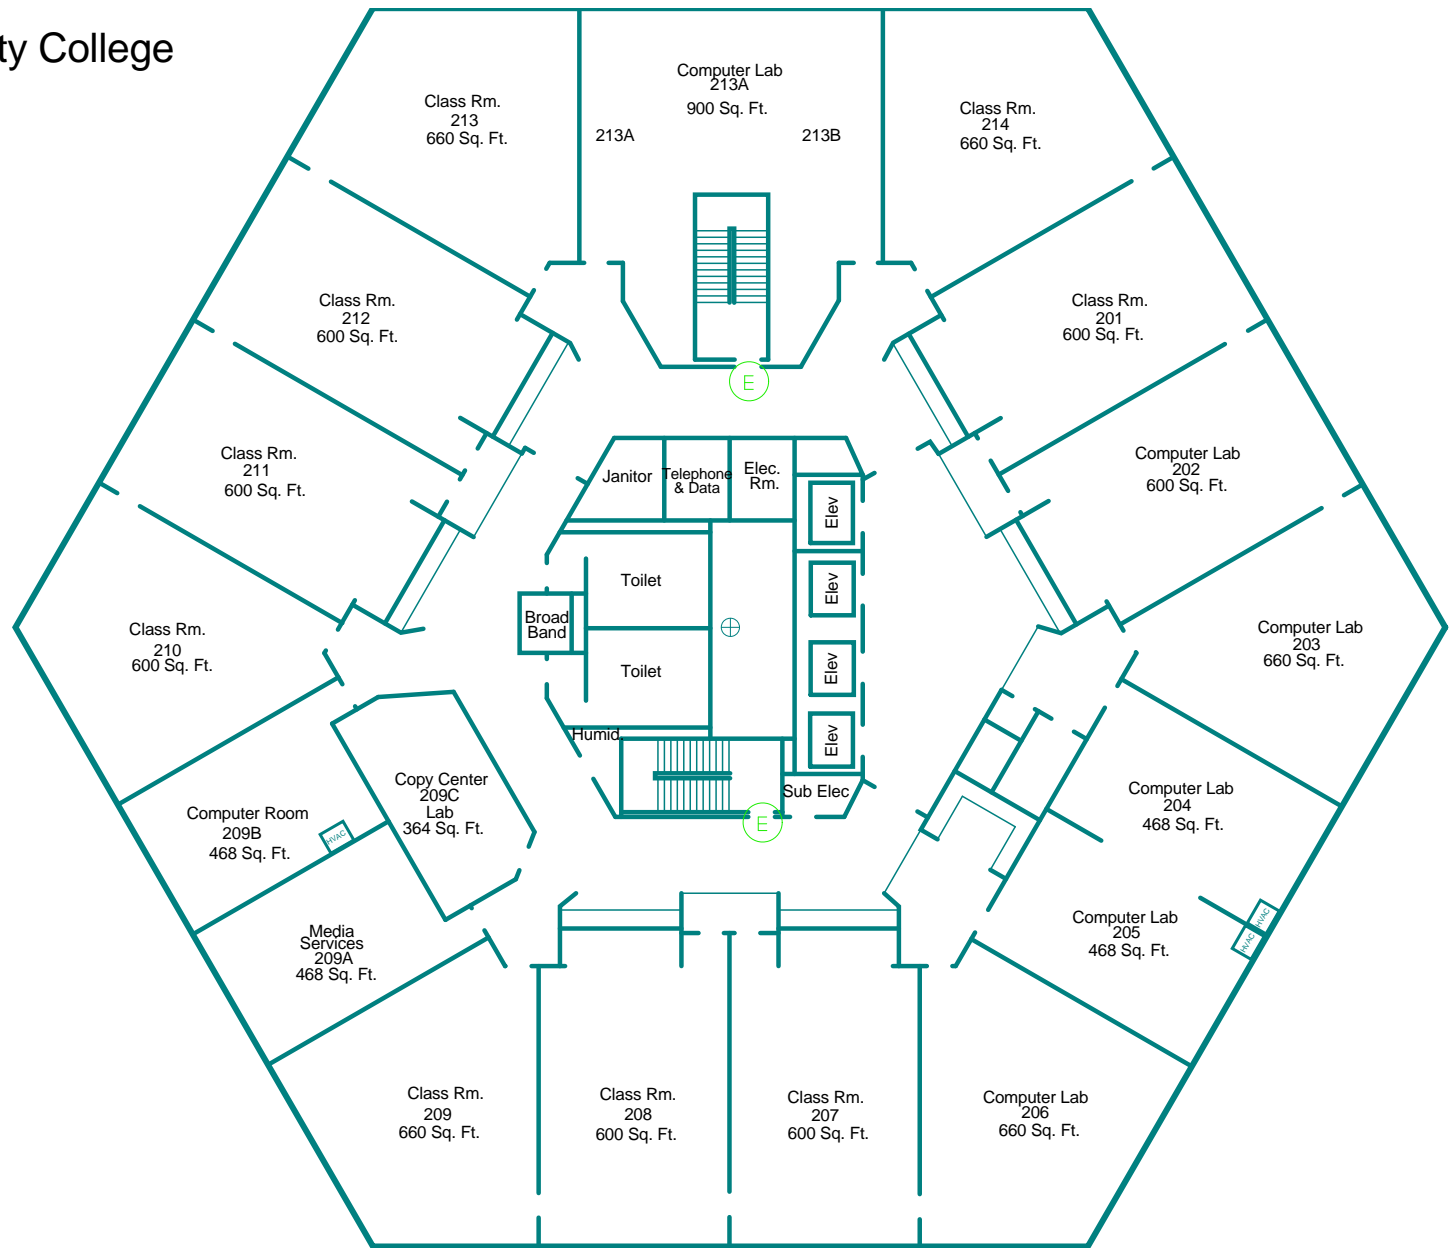 ty College
Computer Lab
213A
900 Sq. Ft.
213A
213B
Class Rm.
213
660 Sq. Ft.
Class Rm.
214
660 Sq. Ft.
Class Rm.
212
600 Sq. Ft.
Class Rm.
201
600 Sq. Ft.
E
Class Rm.
211
600 Sq. Ft.
Janitor
Telephone
& Data
Elec.
Rm.
Elev
Computer Lab
202
600 Sq. Ft.
Toilet
Elev
Broad
Band
Class Rm.
210
600 Sq. Ft.
Computer Lab
203
660 Sq. Ft.
Toilet
Elev
Humid.
Elev
Sub Elec
E
Copy Center
209C
Lab
364 Sq. Ft.
Computer Room
209B
468 Sq. Ft.
HVAC
Computer Lab
204
468 Sq. Ft.
Media
Services
209A
468 Sq. Ft.
Computer Lab
205
468 Sq. Ft.
HVAC
HVAC
Class Rm.
209
660 Sq. Ft.
Class Rm.
208
600 Sq. Ft.
Class Rm.
207
600 Sq. Ft.
Computer Lab
206
660 Sq. Ft.